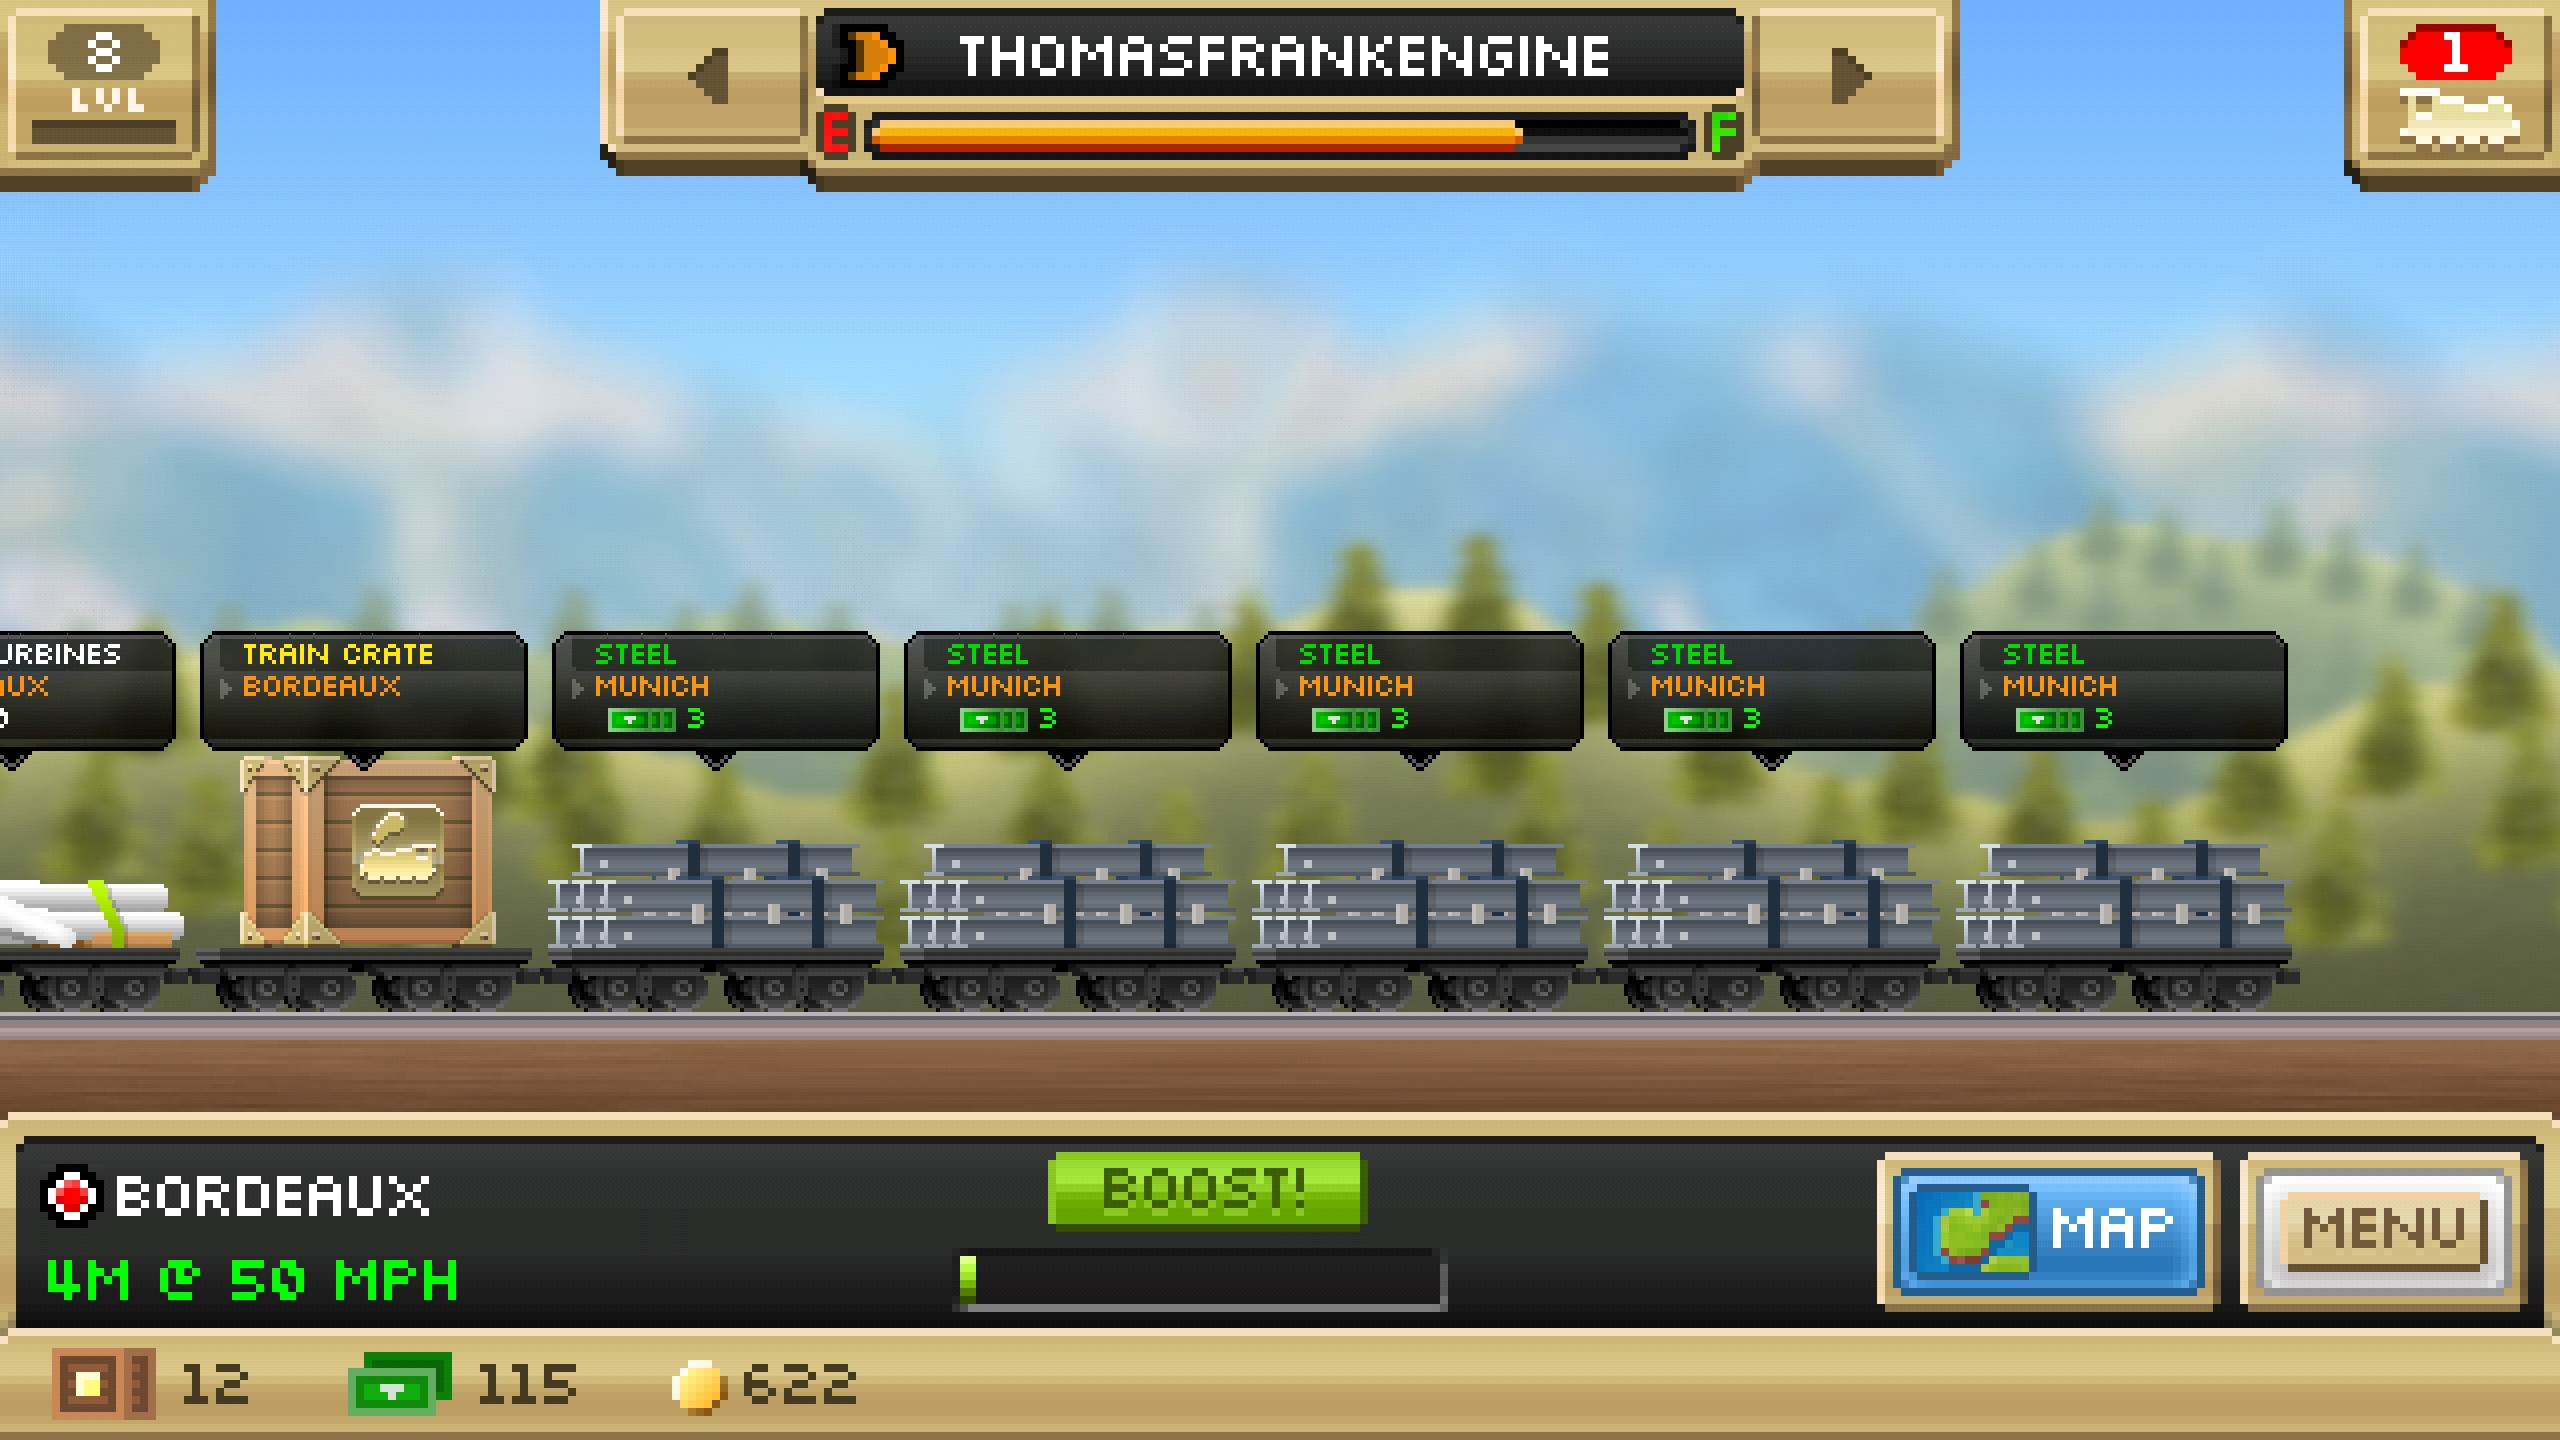 8
LVL
THOMASFRANKENGINE
E F
1
TRAIN CRATE
BORDEAUX
STEEL
MUNICH
3
STEEL
MUNICH
3
STEEL
MUNICH
3
STEEL
MUNICH
3
STEEL
MUNICH
3
BORDEAUX
4M @ 50 MPH
BOOST!
MAP
MENU
12
115
622